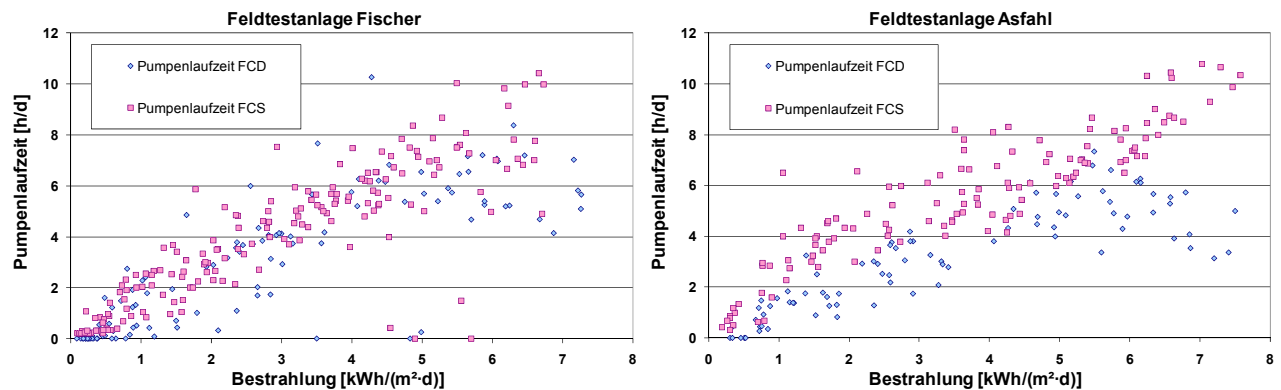 Feldtestanlage Fischer
12
10
8
6
4
2
0
Pumpenlaufzeit [h/d]
Pumpenlaufzeit FCD
Pumpenlaufzeit FCS
0 1 2 3 4 5 6 7 8
Bestrahlung [kWh/(m²·d)]
Feldtestanlage Asfahl
12
10
8
6
4
2
0
Pumpenlaufzeit [h/d]
Pumpenlaufzeit FCD
Pumpenlaufzeit FCS
0 1 2 3 4 5 6 7 8
Bestrahlung [kWh/(m²·d)]